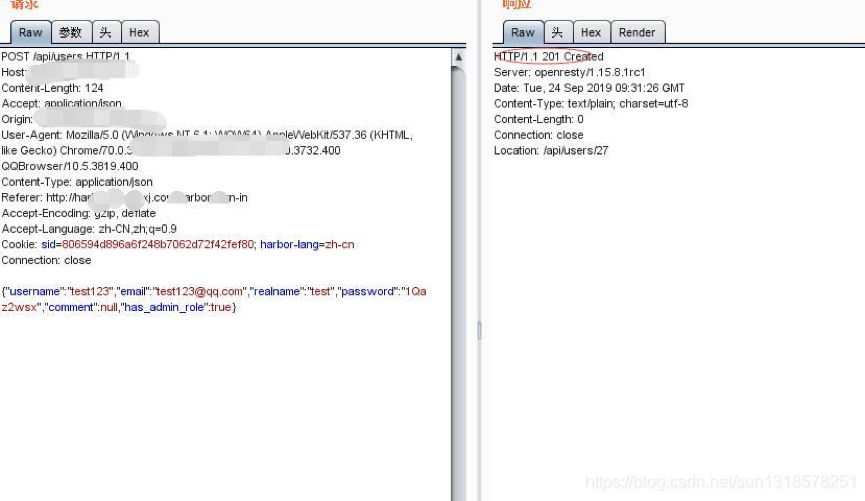 请求
Raw 参数 头 Hex
POST /api/users HTTP/1.1
Host:
Content-Length: 124
Accept: application/json
Origin:
User-Agent: Mozilla/5.0 (Windows NT 6.1; WOW64) AppleWebKit/537.36 (KHTML,
like Gecko) Chrome/70.0.3 0.3732.400
QQBrowser/10.5.3819.400
Content-Type: application/json
Referer: http://har xj.co arbor n-in
Accept-Encoding: gzip, deflate
Accept-Language: zh-CN,zh;q=0.9
Cookie: sid=806594d896a6f248b7062d72f42fef80; harbor-lang=zh-cn
Connection: close
{"username":"test123","email":"test123@qq.com","realname":"test","password":"1Qa
z2wsx","comment":null,"has_admin_role":true}
响应
Raw 头 Hex Render
HTTP/1.1 201 Created
Server: openresty/1.15.8.1rc1
Date: Tue, 24 Sep 2019 09:31:26 GMT
Content-Type: text/plain; charset=utf-8
Content-Length: 0
Connection: close
Location: /api/users/27
https://blog.csdn.net/sun1318578251